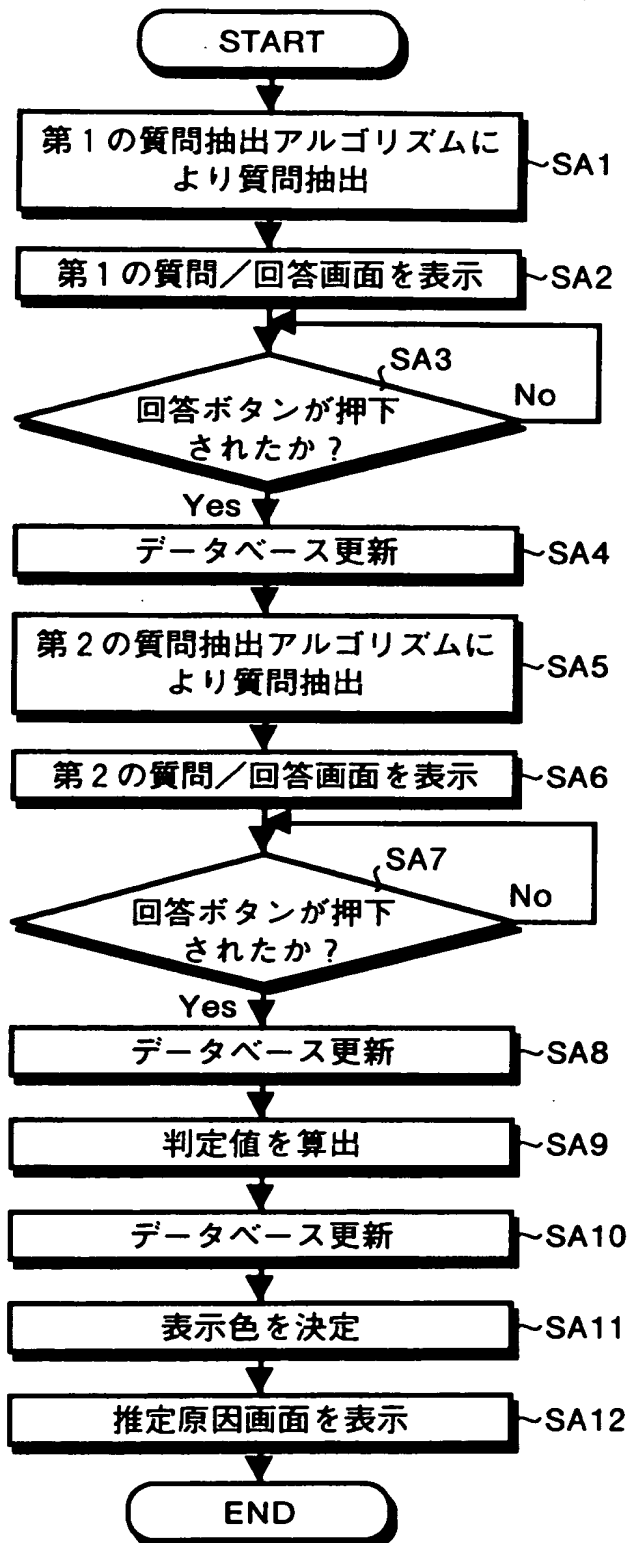 START
第1の質問抽出アルゴリズムに
より質問抽出
SA1
第1の質問／回答画面を表示
SA2
SA3
回答ボタンが押下
されたか？
No
Yes
データベース更新
SA4
第2の質問抽出アルゴリズムに
より質問抽出
SA5
第2の質問／回答画面を表示
SA6
SA7
回答ボタンが押下
されたか？
No
Yes
データベース更新
SA8
判定値を算出
SA9
データベース更新
SA10
表示色を決定
SA11
推定原因画面を表示
SA12
END